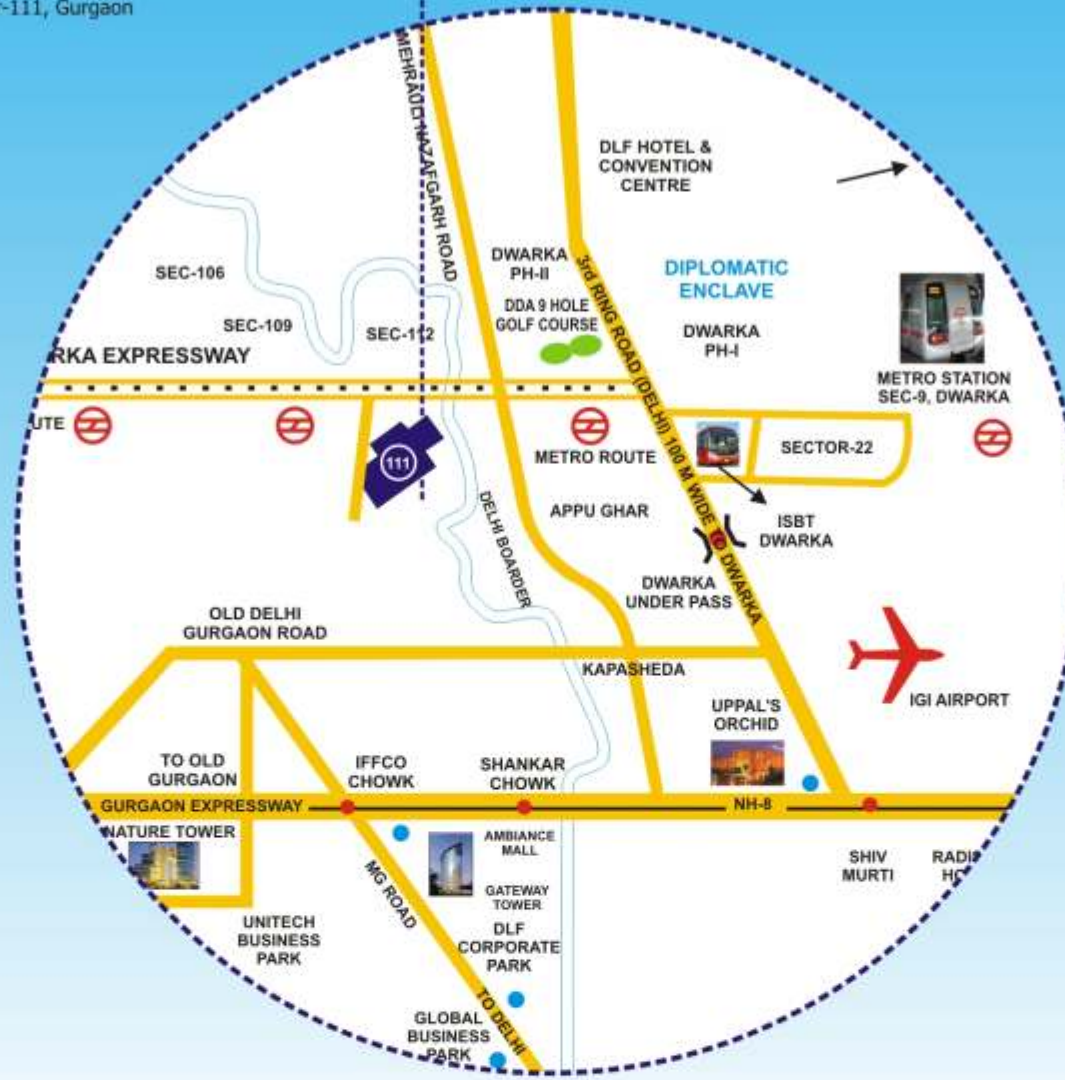 -111, Gurgaon
MEHRAULI NAZAFGARH ROAD
DLF HOTEL &
CONVENTION
CENTRE
SEC-106
DWARKA
PH-II
3rd RING ROAD (DELHI) 100 M WIDE TO DWARKA
DIPLOMATIC
ENCLAVE
SEC-109
SEC-112
DDA 9 HOLE
GOLF COURSE
DWARKA
PH-I
RKA EXPRESSWAY
METRO STATION
SEC-9, DWARKA
UTE
111
METRO ROUTE
SECTOR-22
DELHI BOARDER
APPU GHAR
ISBT
DWARKA
DWARKA
UNDER PASS
OLD DELHI
GURGAON ROAD
KAPASHEDA
IGI AIRPORT
UPPAL'S
ORCHID
TO OLD
GURGAON
IFFCO
CHOWK
SHANKAR
CHOWK
GURGAON EXPRESSWAY
NH-8
NATURE TOWER
AMBIANCE
MALL
SHIV
MURTI
MG ROAD
GATEWAY
TOWER
UNITECH
BUSINESS
PARK
DLF
CORPORATE
PARK
TO DELHI
GLOBAL
BUSINESS
PARK